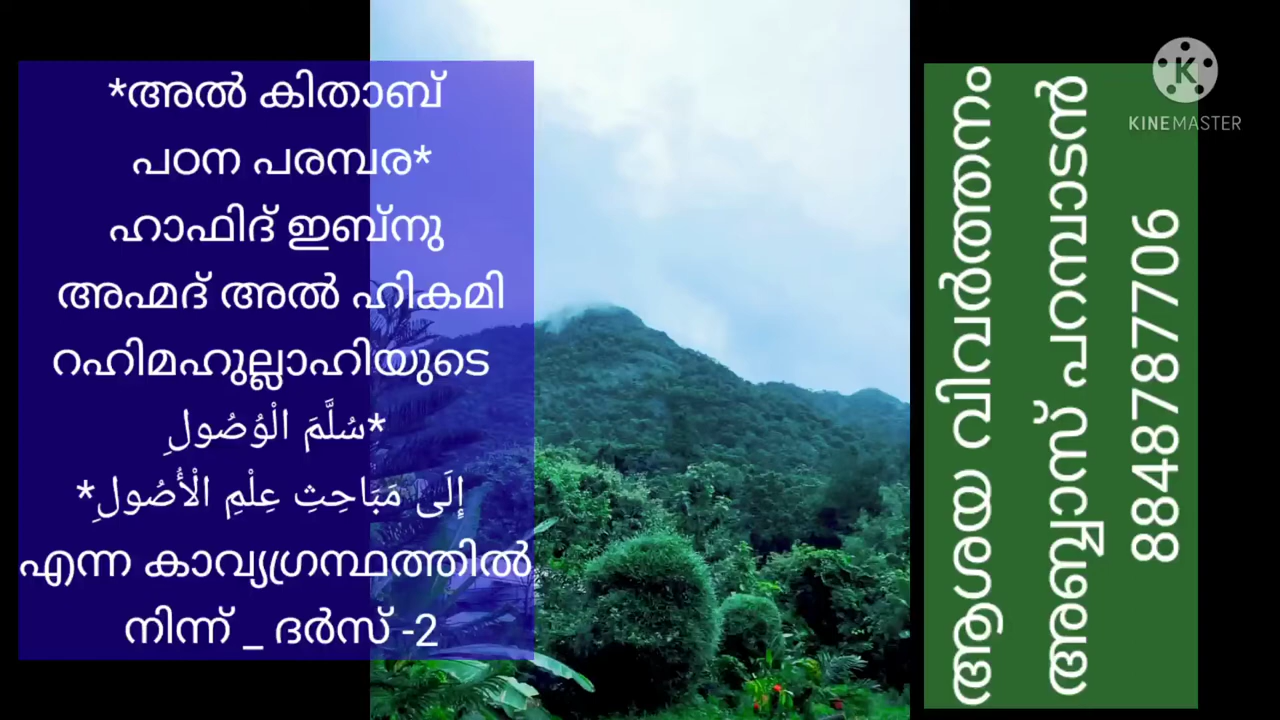 *അൽ കിതാബ്
പഠന പരമ്പര*
ഹാഫിദ് ഇബ്നു
അഹ്മദ് അൽ ഹികമി
റഹിമഹുല്ലാഹിയുടെ
*سُلَّمَ الْوُصُولِ
إِلَى مَبَاحِثِ عِلْمِ الْأُصُولِ*
എന്ന കാവ്യഗ്രന്ഥത്തിൽ
നിന്ന് _ ദർസ് -2
ആശയ വിവർത്തനം
അബ്ബാസ് പറമ്പാടൻ
8848787706
K
KINEMASTER